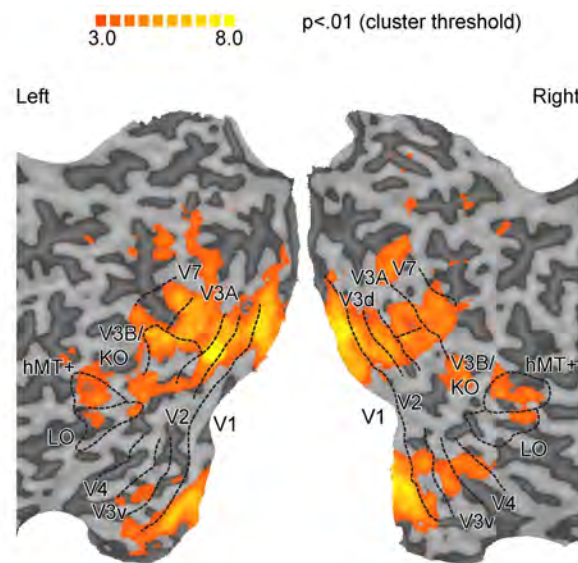 3.0 8.0 p<.01 (cluster threshold)
Left Right
V7
V3A
V3B/
KO
hMT+
V2
V1
LO
V4
V3v
V3A
V7
V3d
V3B/
KO
hMT+
V1
V2
LO
V4
V3v